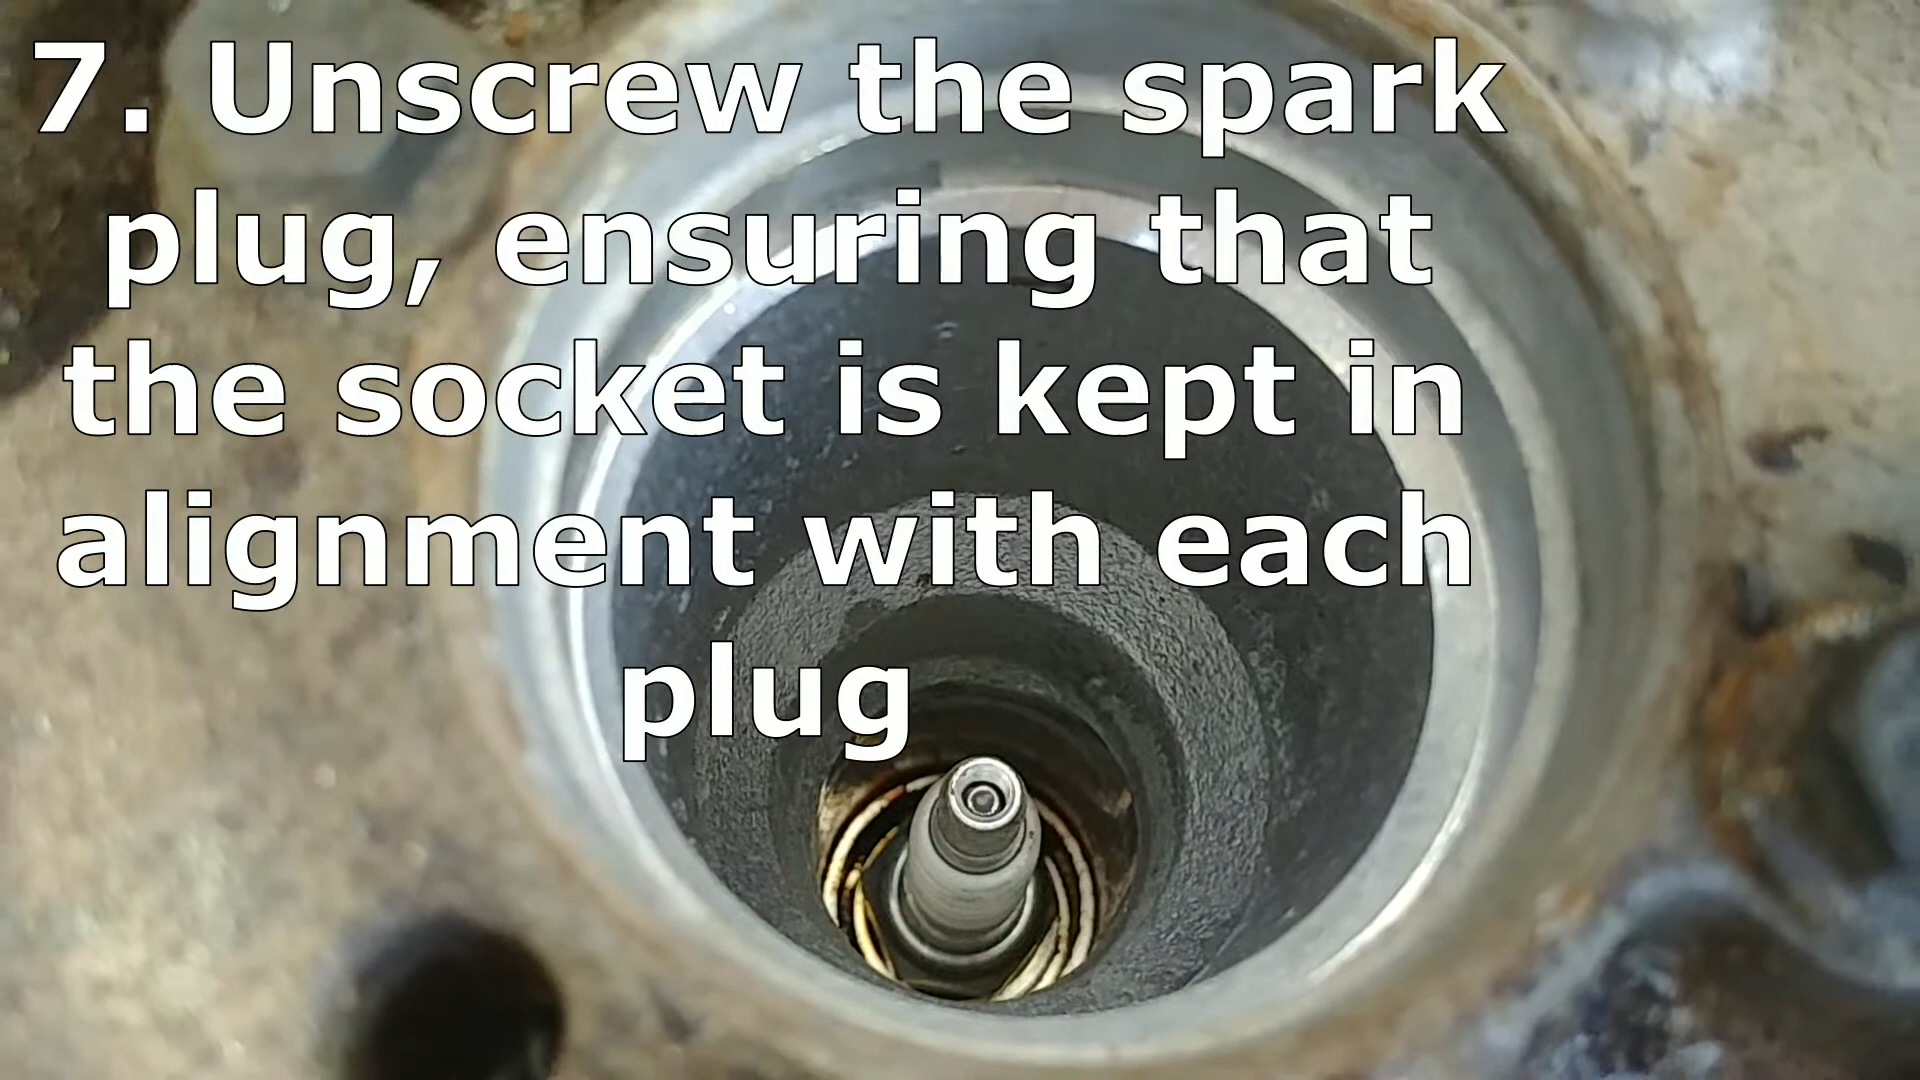 7. Unscrew the spark
plug, ensuring that
the socket is kept in
alignment with each
plug